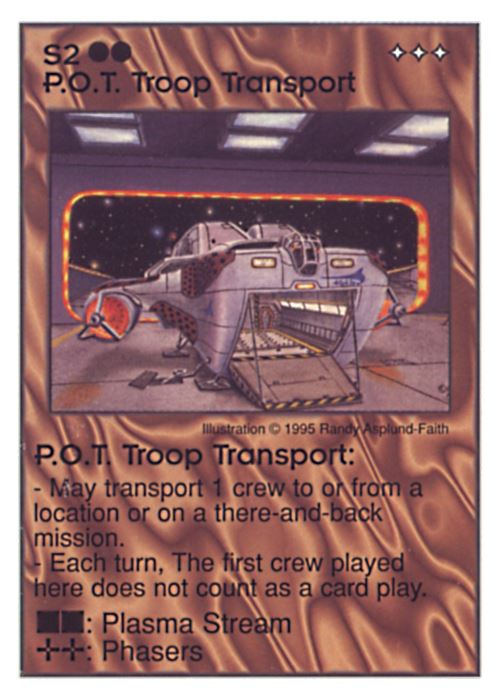 S2 ●●
P.O.T. Troop Transport
Illustration © 1995 Randy Asplund-Faith
P.O.T. Troop Transport:
- May transport 1 crew to or from a
location or on a there-and-back
mission.
- Each turn, The first crew played
here does not count as a card play.
■■: Plasma Stream
✢✢: Phasers